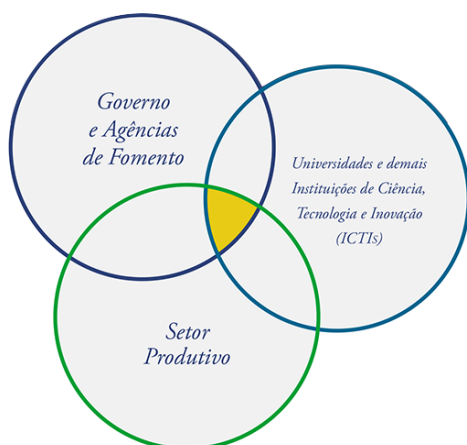 Governo
e Agências
de Fomento
Universidades e demais
Instituições de Ciência,
Tecnologia e Inovação
(ICTIs)
Setor
Produtivo